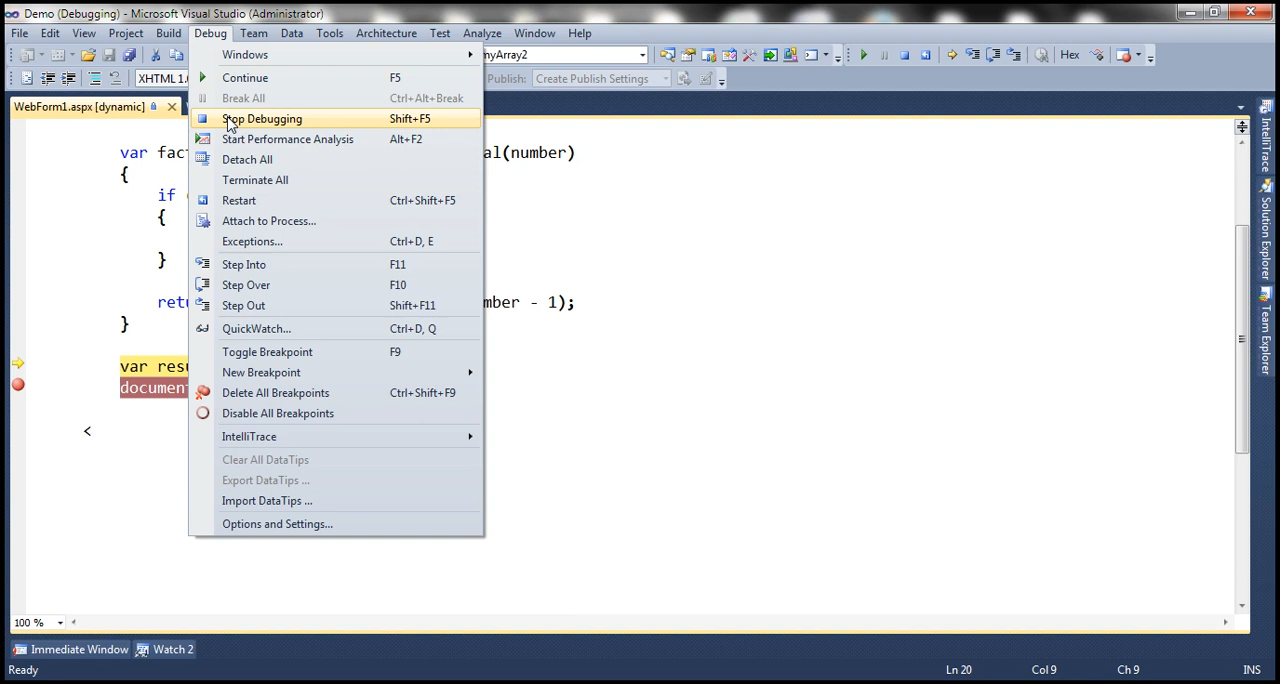 Demo (Debugging) - Microsoft Visual Studio (Administrator)
File Edit View Project Build Debug Team Data Tools Architecture Test Analyze Window Help
Windows
Continue F5
Break All Ctrl+Alt+Break
Stop Debugging Shift+F5
Start Performance Analysis Alt+F2
Detach All
Terminate All
Restart Ctrl+Shift+F5
Attach to Process...
Exceptions... Ctrl+D, E
Step Into F11
Step Over F10
Step Out Shift+F11
QuickWatch... Ctrl+D, Q
Toggle Breakpoint F9
New Breakpoint
Delete All Breakpoints Ctrl+Shift+F9
Disable All Breakpoints
IntelliTrace
Clear All DataTips
Export DataTips ...
Import DataTips ...
Options and Settings...
nyArray2 Hex
XHTML1. Publish: Create Publish Settings
WebForm1.aspx [dynamic]
var fac al(number)
{
if
{
}
retu mber - 1);
}
var resu
document
<
100 %
IntelliTrace
Solution Explorer
Team Explorer
Immediate Window Watch 2
Ready Ln 20 Col 9 Ch 9 INS